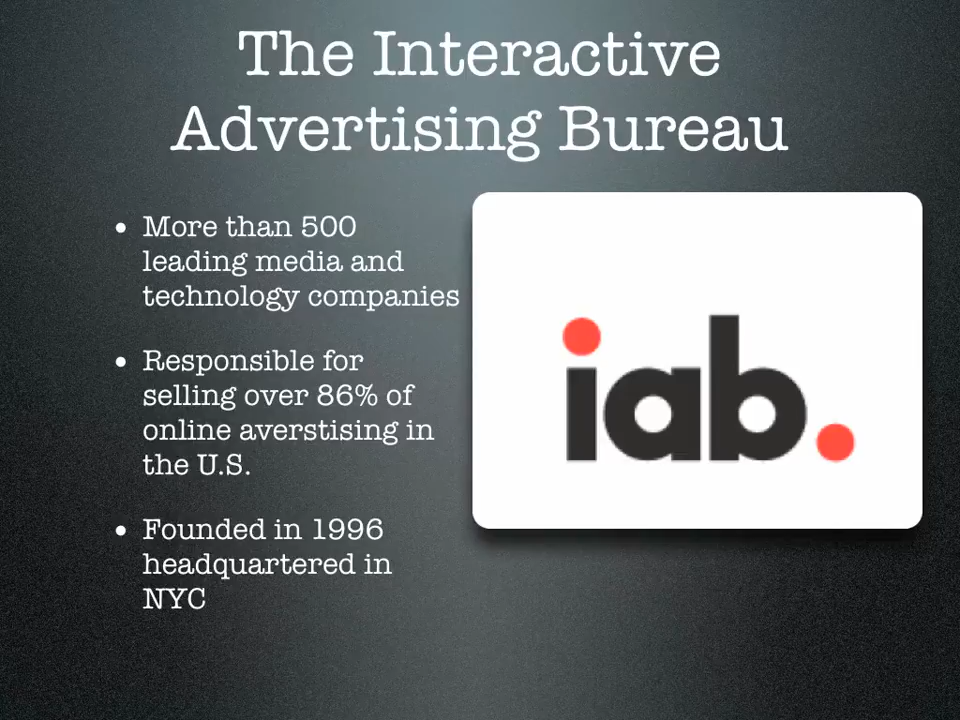 The Interactive
Advertising Bureau
• More than 500
leading media and
technology companies
• Responsible for
selling over 86% of
online averstising in
the U.S.
• Founded in 1996
headquartered in
NYC
iab.